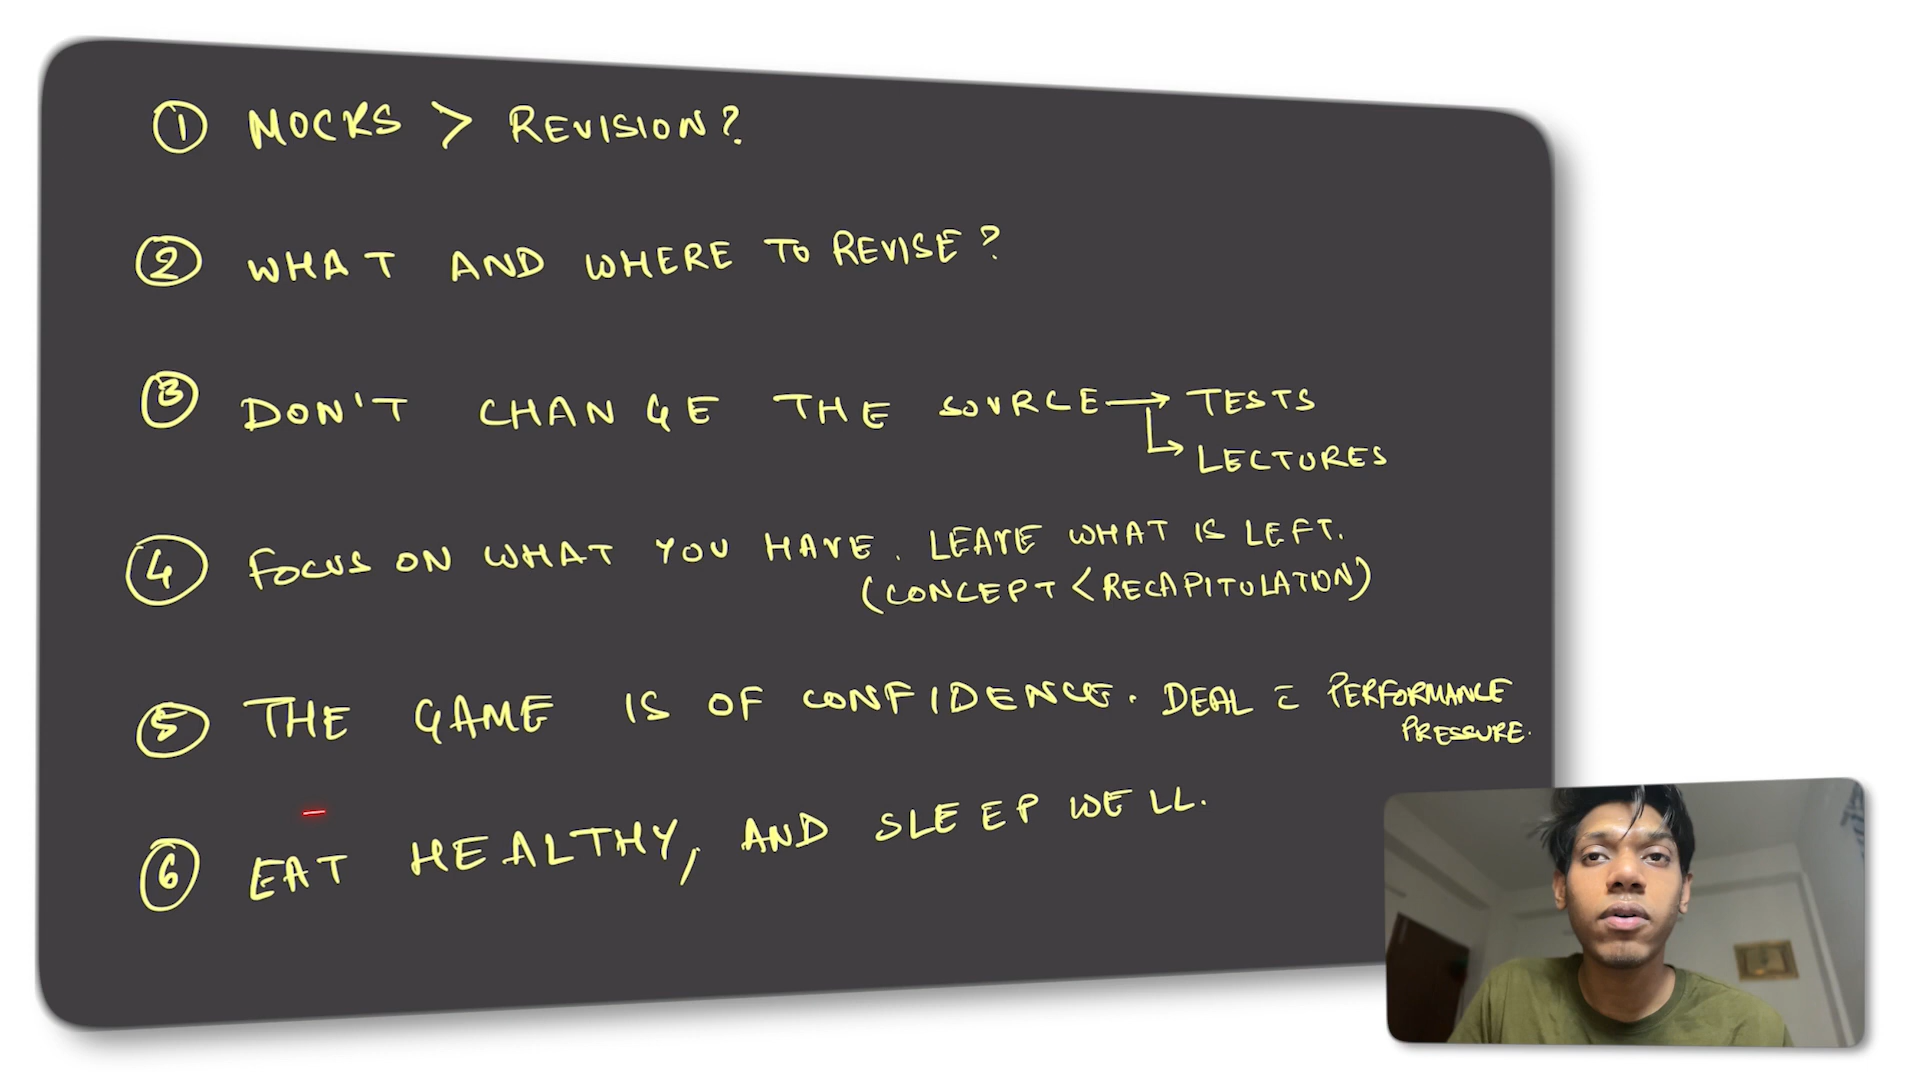 ① MOCKS > REVISION?
② WHAT AND WHERE TO REVISE?
③ DON'T CHANGE THE SOURCE → TESTS
↳ LECTURES
④ FOCUS ON WHAT YOU HAVE. LEAVE WHAT IS LEFT.
(CONCEPT < RECAPITULATION)
⑤ THE GAME IS OF CONFIDENCE. DEAL c̄ PERFORMANCE
PRESSURE.
⑥ EAT HEALTHY, AND SLEEP WELL.